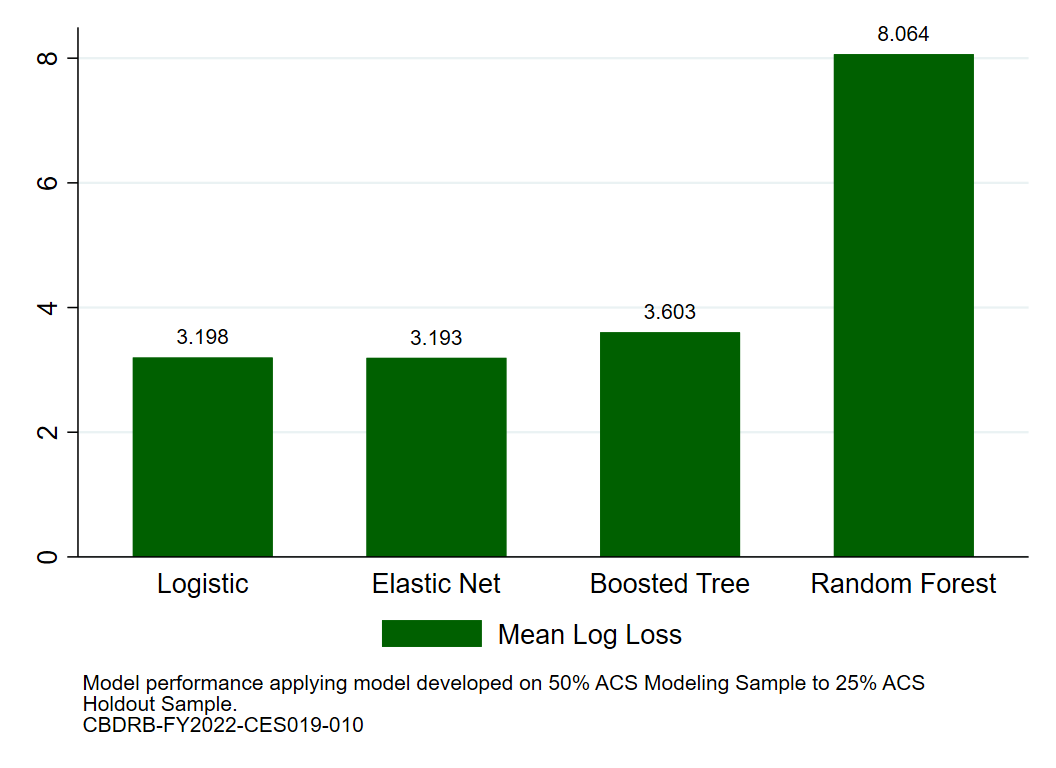 8.064
8
6
4
3.603
3.198
3.193
2
0
Logistic
Elastic Net
Boosted Tree
Random Forest
Mean Log Loss
Model performance applying model developed on 50% ACS Modeling Sample to 25% ACS
Holdout Sample.
CBDRB-FY2022-CES019-010